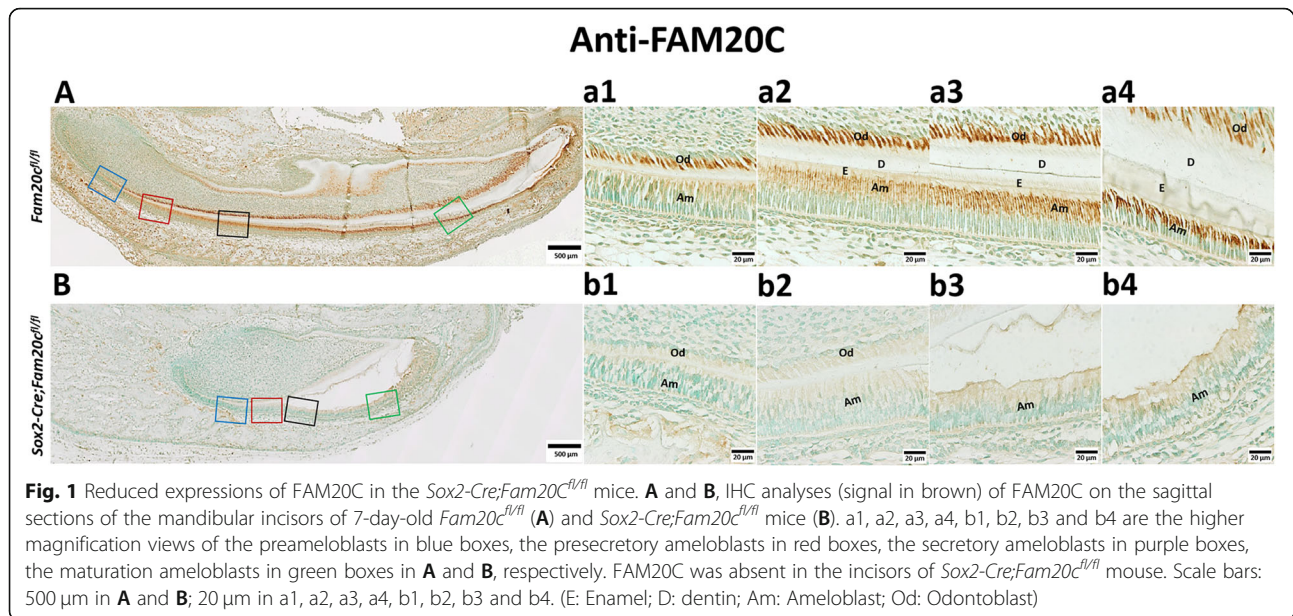 Anti-FAM20C
A
a1
a2
a3
a4
Fam20c^fl/fl
Od
Am
20 µm
Od
D
E
Am
20 µm
Od
D
E
Am
20 µm
Od
D
E
Am
20 µm
500 µm
B
b1
b2
b3
b4
Sox2-Cre;Fam20c^fl/fl
Od
Am
20 µm
Od
Am
20 µm
Am
20 µm
Am
20 µm
500 µm
Fig. 1 Reduced expressions of FAM20C in the Sox2-Cre;Fam20C^fl/fl mice. A and B, IHC analyses (signal in brown) of FAM20C on the sagittal
sections of the mandibular incisors of 7-day-old Fam20c^fl/fl (A) and Sox2-Cre;Fam20c^fl/fl mice (B). a1, a2, a3, a4, b1, b2, b3 and b4 are the higher
magnification views of the preameloblasts in blue boxes, the presecretory ameloblasts in red boxes, the secretory ameloblasts in purple boxes,
the maturation ameloblasts in green boxes in A and B, respectively. FAM20C was absent in the incisors of Sox2-Cre;Fam20c^fl/fl mouse. Scale bars:
500 µm in A and B; 20 µm in a1, a2, a3, a4, b1, b2, b3 and b4. (E: Enamel; D: dentin; Am: Ameloblast; Od: Odontoblast)